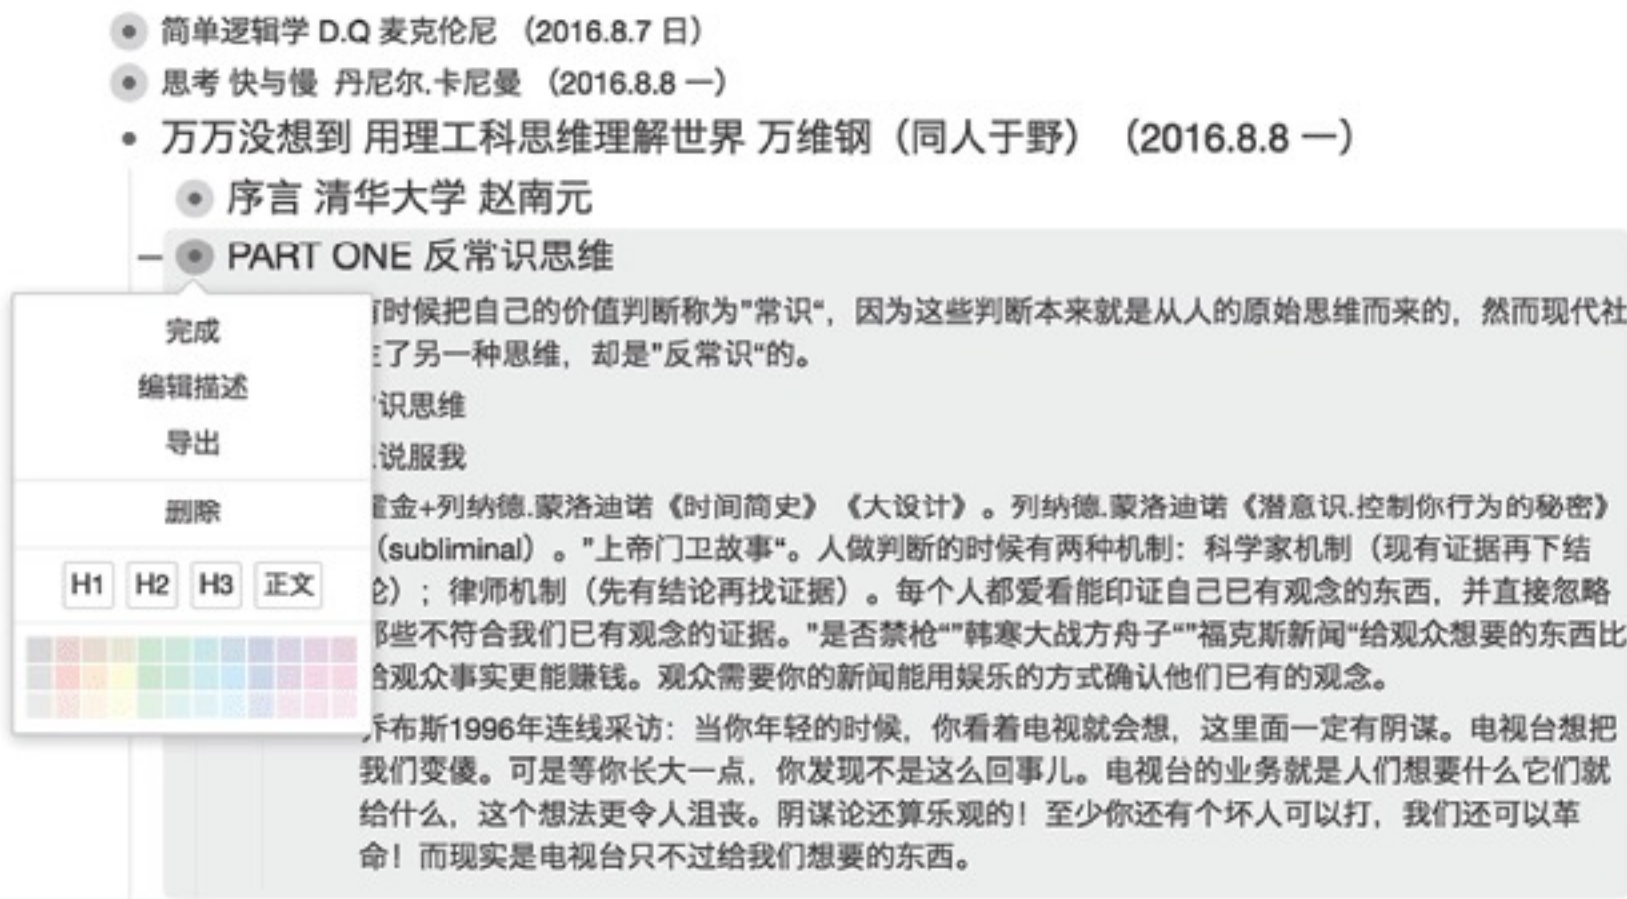 简单逻辑学 D.Q 麦克伦尼 （2016.8.7 日）
思考 快与慢 丹尼尔.卡尼曼 （2016.8.8 一）
万万没想到 用理工科思维理解世界 万维钢（同人于野）（2016.8.8 一）
序言 清华大学 赵南元
PART ONE 反常识思维
时候把自己的价值判断称为"常识“，因为这些判断本来就是从人的原始思维而来的，然而现代社
了另一种思维，却是"反常识“的。
识思维
说服我
霍金+列纳德.蒙洛迪诺《时间简史》《大设计》。列纳德.蒙洛迪诺《潜意识.控制你行为的秘密》
（subliminal）。"上帝门卫故事“。人做判断的时候有两种机制：科学家机制（现有证据再下结
论）；律师机制（先有结论再找证据）。每个人都爱看能印证自己已有观念的东西，并直接忽略
那些不符合我们已有观念的证据。"是否禁枪“”韩寒大战方舟子“”福克斯新闻“给观众想要的东西比
给观众事实更能赚钱。观众需要你的新闻能用娱乐的方式确认他们已有的观念。
乔布斯1996年连线采访：当你年轻的时候，你看着电视就会想，这里面一定有阴谋。电视台想把
我们变傻。可是等你长大一点，你发现不是这么回事儿。电视台的业务就是人们想要什么它们就
给什么，这个想法更令人沮丧。阴谋论还算乐观的！至少你还有个坏人可以打，我们还可以革
命！而现实是电视台只不过给我们想要的东西。
完成
编辑描述
导出
删除
H1 H2 H3 正文